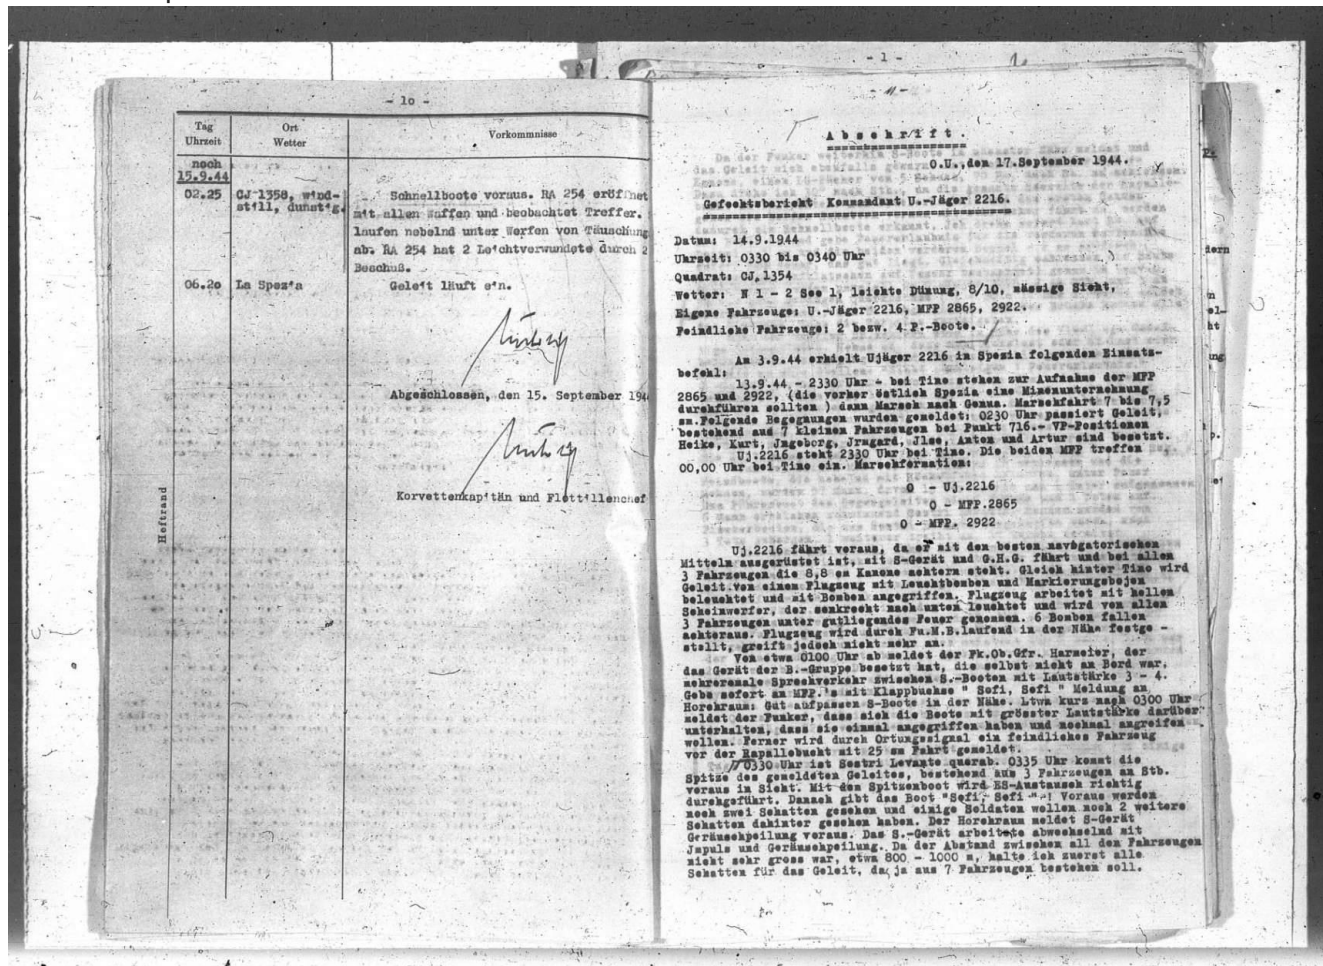 - 10 -
Tag
Uhrzeit
Ort
Wetter
Vorkommnisse
noch
15.9.44
02.25
CJ 1358, wind-
still, dunstig.
Schnellboote voraus. RA 254 eröffnet
mit allen Waffen und beobachtet Treffer.
laufen nebelnd unter Werfen von Täuschung
ab. RA 254 hat 2 Leichtverwundete durch 2
Beschuß.
06.20
La Spezia
Geleit läuft ein.
Abgeschlossen, den 15. September 194
Korvettenkapitän und Flottillenchef
Heftrand
- 1 -
Abschrift.
O.U., den 17.September 1944.
Gefechtsbericht Kommandant U.-Jäger 2216.
Datum: 14.9.1944
Uhrzeit: 0330 bis 0340 Uhr
Quadrat: CJ. 1354
Wetter: N 1 - 2 See 1, leichte Dünung, 8/10, mässige Sicht,
Eigene Fahrzeuge: U.-Jäger 2216, MFP 2865, 2922.
Feindliche Fahrzeuge: 2 bezw. 4 P.-Boote.
Am 3.9.44 erhielt Ujäger 2216 in Spezia folgenden Einsatz-
befehl:
13.9.44 - 2330 Uhr - bei Tino stehen zur Aufnahme der MFP
2865 und 2922, (die vorher östlich Spezia eine Minenunternehmung
durchführen sollten ) dann Marsch nach Genua. Marschfahrt 7 bis 7,5
sm.Folgende Begegnungen wurden gemeldet: 0230 Uhr passiert Geleit,
bestehend aus 7 kleinen Fahrzeugen bei Punkt 716.- VP-Positionen
Heike, Kurt, Jngeborg, Jrmgard, Jlse, Anton und Artur sind besetzt.
Uj.2216 steht 2330 Uhr bei Tino. Die beiden MFP treffen
00,00 Uhr bei Tino ein. Marschformation:
O - Uj.2216
O - MFP.2865
O - MFP. 2922
Uj.2216 fährt voraus, da er mit den besten navigatorischen
Mitteln ausgerüstet ist, mit S-Gerät und G.H.G. fährt und bei allen
3 Fahrzeugen die 8,8 cm Kanone achtern steht. Gleich hinter Tino wird
Geleit von einem Flugzeug mit Leuchtbomben und Markierungsbojen
beleuchtet und mit Bomben angegriffen. Flugzeug arbeitet mit hellem
Scheinwerfer, der senkrecht nach unten leuchtet und wird von allen
3 Fahrzeugen unter gutliegendes Feuer genommen. 6 Bomben fallen
achteraus. Flugzeug wird durch Fu.M.B.laufend in der Nähe festge -
stellt, greift jedoch nicht mehr an.
Von etwa 0100 Uhr ab meldet der Fk.Ob.Gfr. Harmeier, der
das Gerät der B.-Gruppe besetzt hat, die selbst nicht an Bord war,
mehreremale Sprechverkehr zwischen S.-Booten mit Lautstärke 3 - 4.
Gebe sofort an MFP.'s mit Klappbuchse " Sofi, Sofi " Meldung an
Horchraum: Gut aufpassen S-Boote in der Nähe. Etwa kurz nach 0300 Uhr
meldet der Funker, dass sich die Boote mit grösster Lautstärke darüber
unterhalten, dass sie einmal angegriffen haben und nochmal angreifen
wollen. Ferner wird durch Ortungssignal ein feindliches Fahrzeug
vor der Rapallobucht mit 25 sm Fahrt gemeldet.
0330 Uhr ist Sestri Levante querab. 0335 Uhr kommt die
Spitze des gemeldeten Geleites, bestehend aus 3 Fahrzeugen an Stb.
voraus in Sicht. Mit dem Spitzenboot wird ES-Austausch richtig
durchgeführt. Danach gibt das Boot "Sofi, Sofi "-! Voraus werden
noch zwei Schatten gesehen und einige Soldaten wollen noch 2 weitere
Schatten dahinter gesehen haben. Der Horchraum meldet S-Gerät
Geräuschpeilung voraus. Das S.-Gerät arbeitete abwechselnd mit
Jmpuls und Geräuschpeilung. Da der Abstand zwischen all den Fahrzeugen
nicht sehr gross war, etwa 800 - 1000 m, halte ich zuerst alle
Schatten für das Geleit, da ja aus 7 Fahrzeugen bestehen soll.